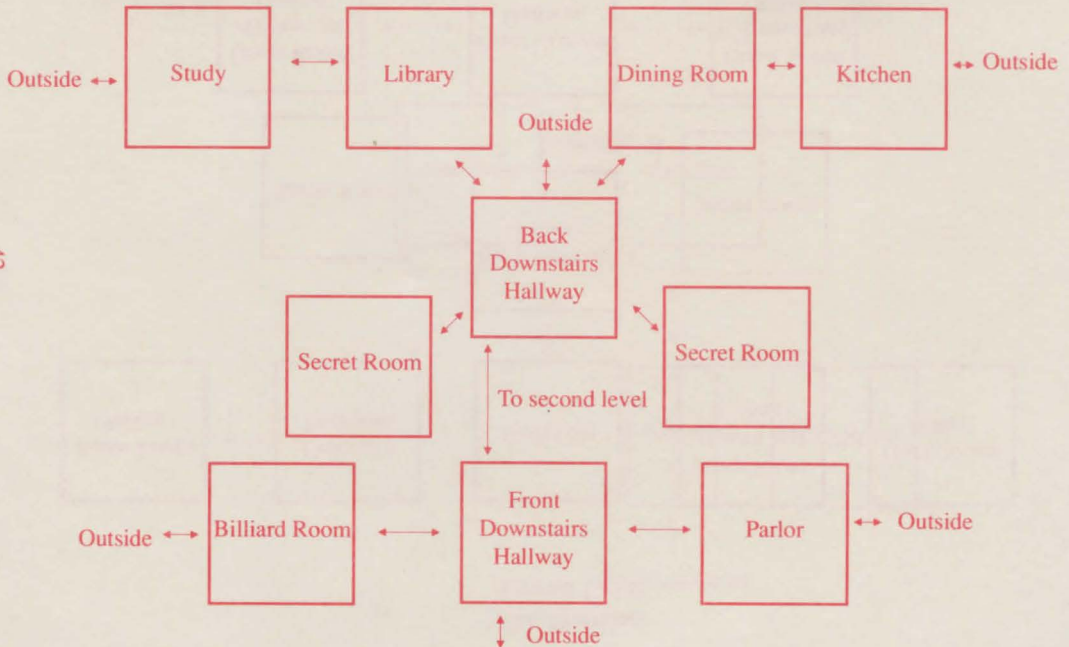 Outside
Study
Library
Dining Room
Kitchen
Outside
Outside
Back
Downstairs
Hallway
Secret Room
Secret Room
To second level
Outside
Billiard Room
Front
Downstairs
Hallway
Parlor
Outside
Outside